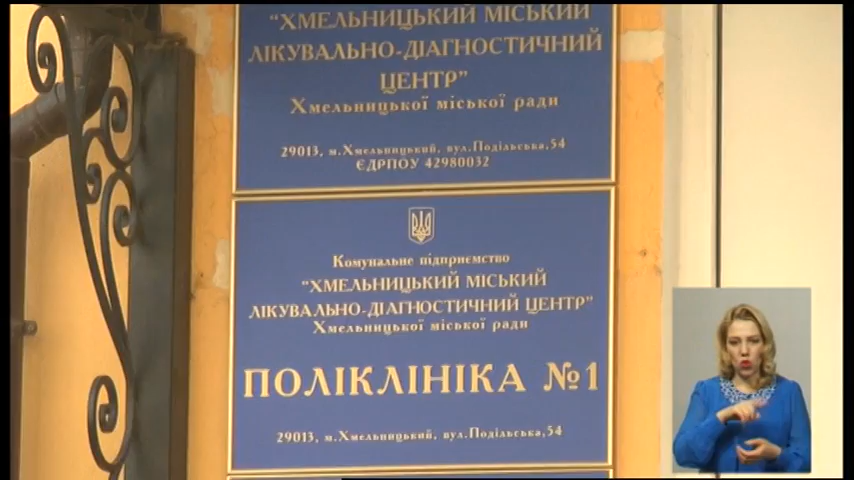 "ХМЕЛЬНИЦЬКИЙ МІСЬКИЙ
ЛІКУВАЛЬНО-ДІАГНОСТИЧНИЙ
ЦЕНТР"
Хмельницької міської ради
29013, м.Хмельницький, вул.Подільська,54
ЄДРПОУ 42980032
Комунальне підприємство
"ХМЕЛЬНИЦЬКИЙ МІСЬКИЙ
ЛІКУВАЛЬНО-ДІАГНОСТИЧНИЙ ЦЕНТР"
Хмельницької міської ради
ПОЛІКЛІНІКА №1
29013, м.Хмельницький, вул.Подільська,54